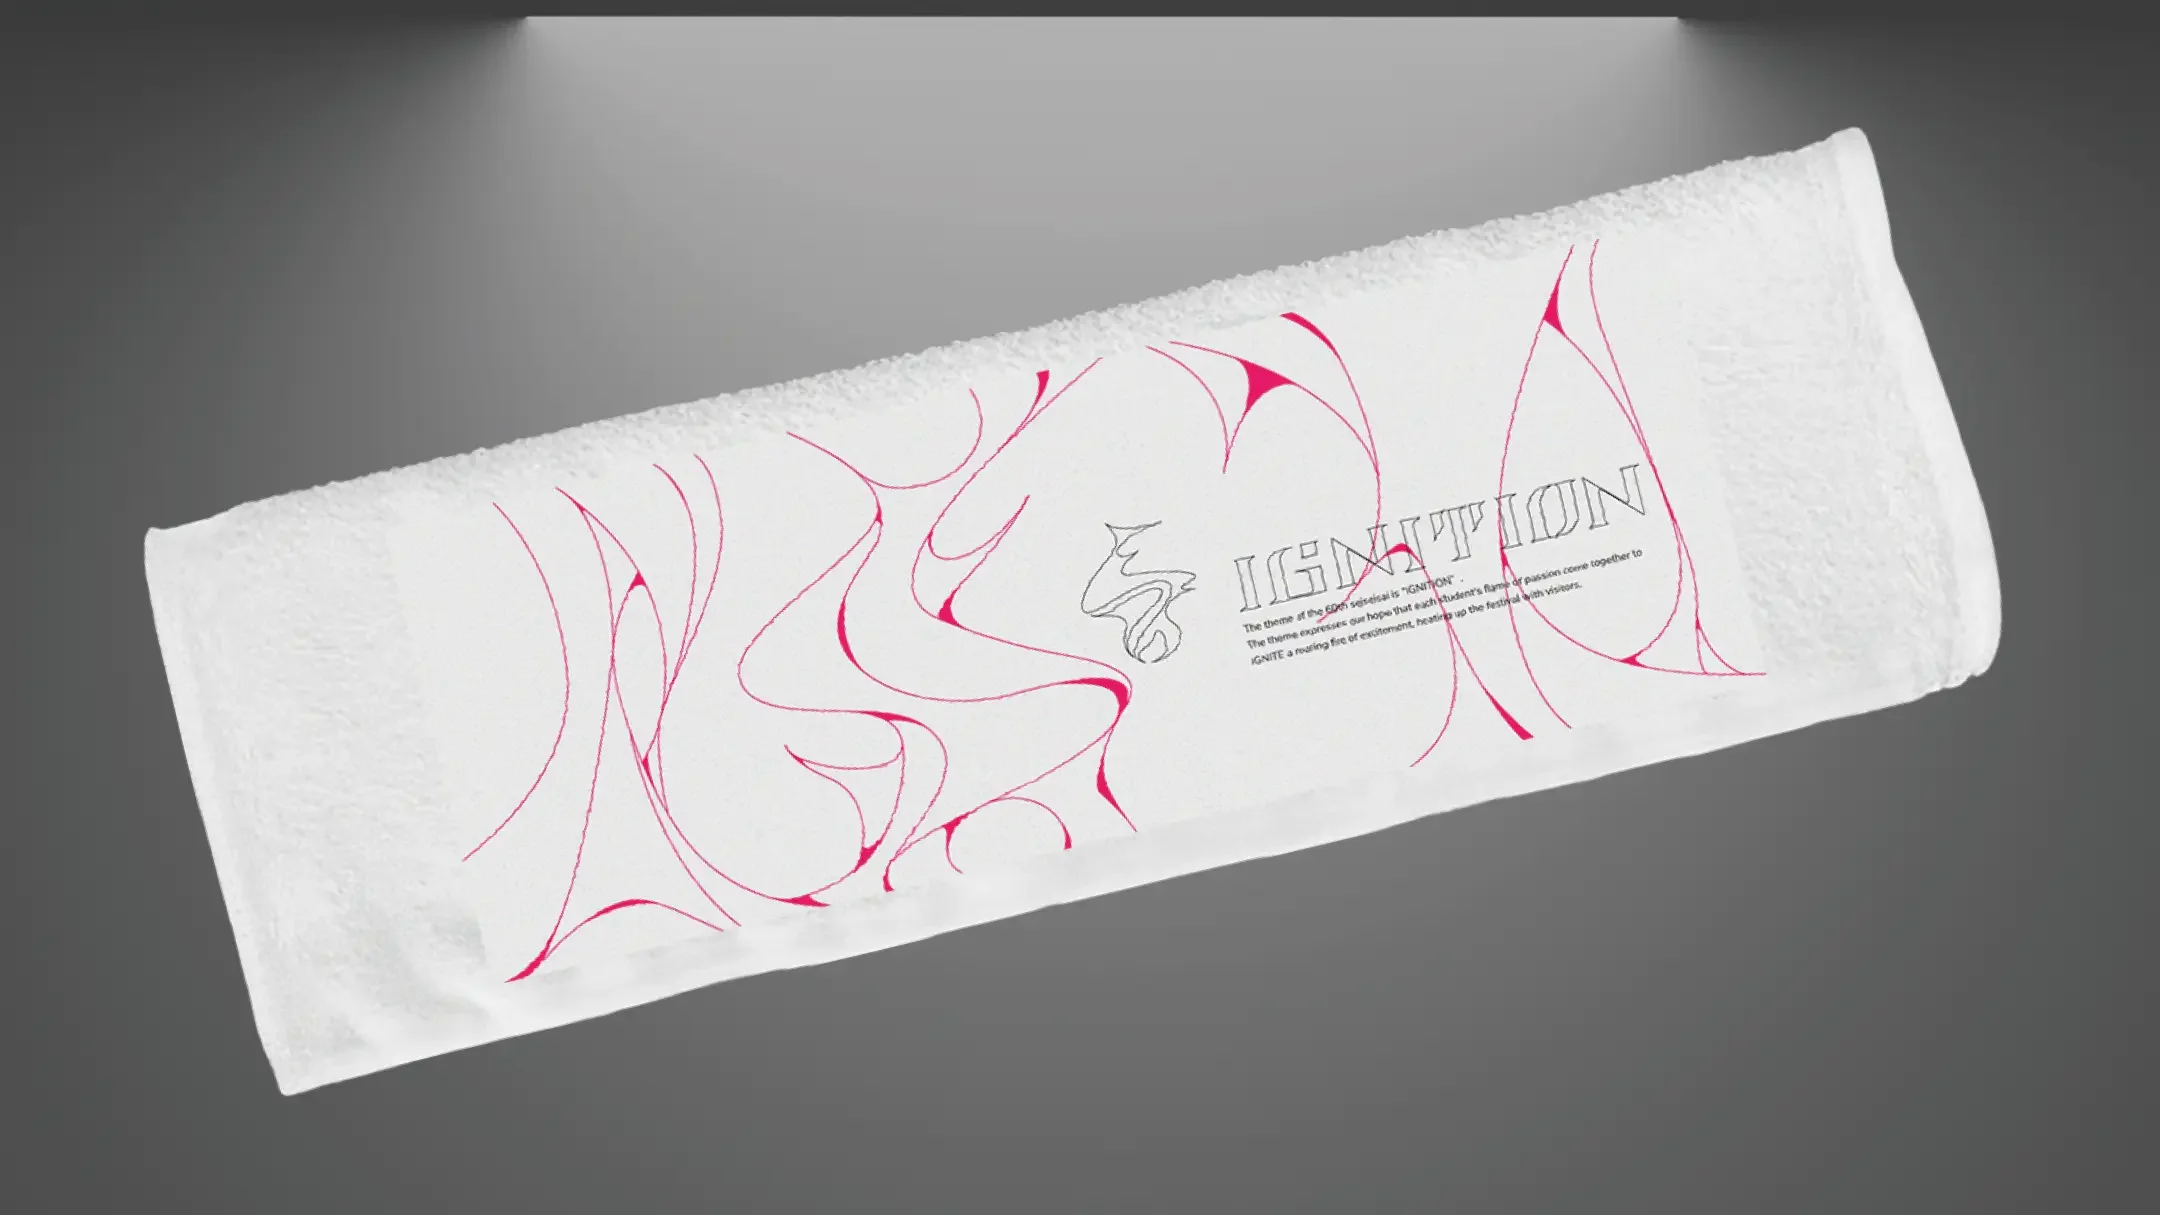 IGNITION
The theme of the 60th seiseisai is "IGNITION" .
The theme expresses our hope that each student's flame of passion come together to
IGNITE a roaring fire of excitement, heating up the festival with visitors.